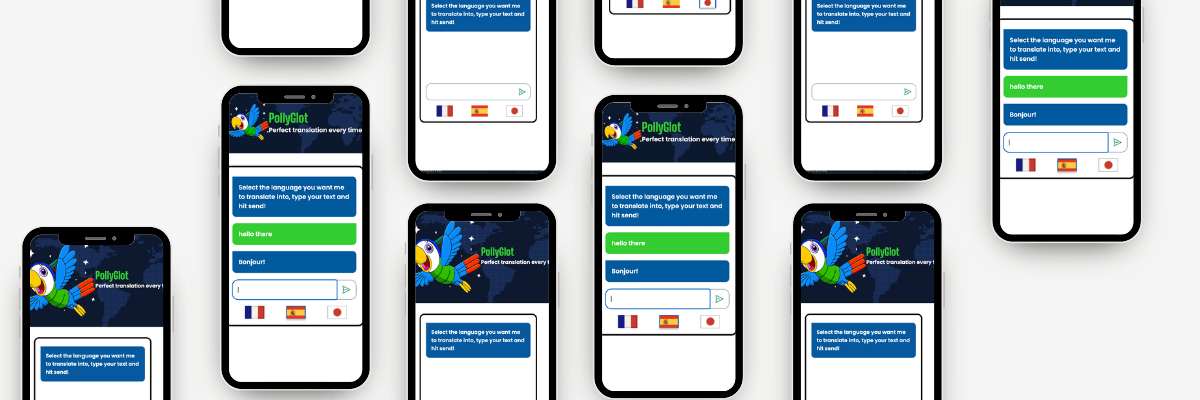 Select the language you want me
to translate into, type your text and
hit send!
Select the language you want me
to translate into, type your text and
hit send!
Select the language you want me
to translate into, type your text and
hit send!
hello there
Bonjour!
PollyGlot
Perfect translation every time
Select the language you want me
to translate into, type your text and
hit send!
hello there
Bonjour!
PollyGlot
Perfect translation every time
Select the language you want me
to translate into, type your text and
hit send!
hello there
Bonjour!
PollyGlot
Perfect translation every t
Select the language you want me
to translate into, type your text and
hit send!
PollyGlot
Perfect translation every t
Select the language you want me
to translate into, type your text and
hit send!
PollyGlot
Perfect translation every t
Select the language you want me
to translate into, type your text and
hit send!